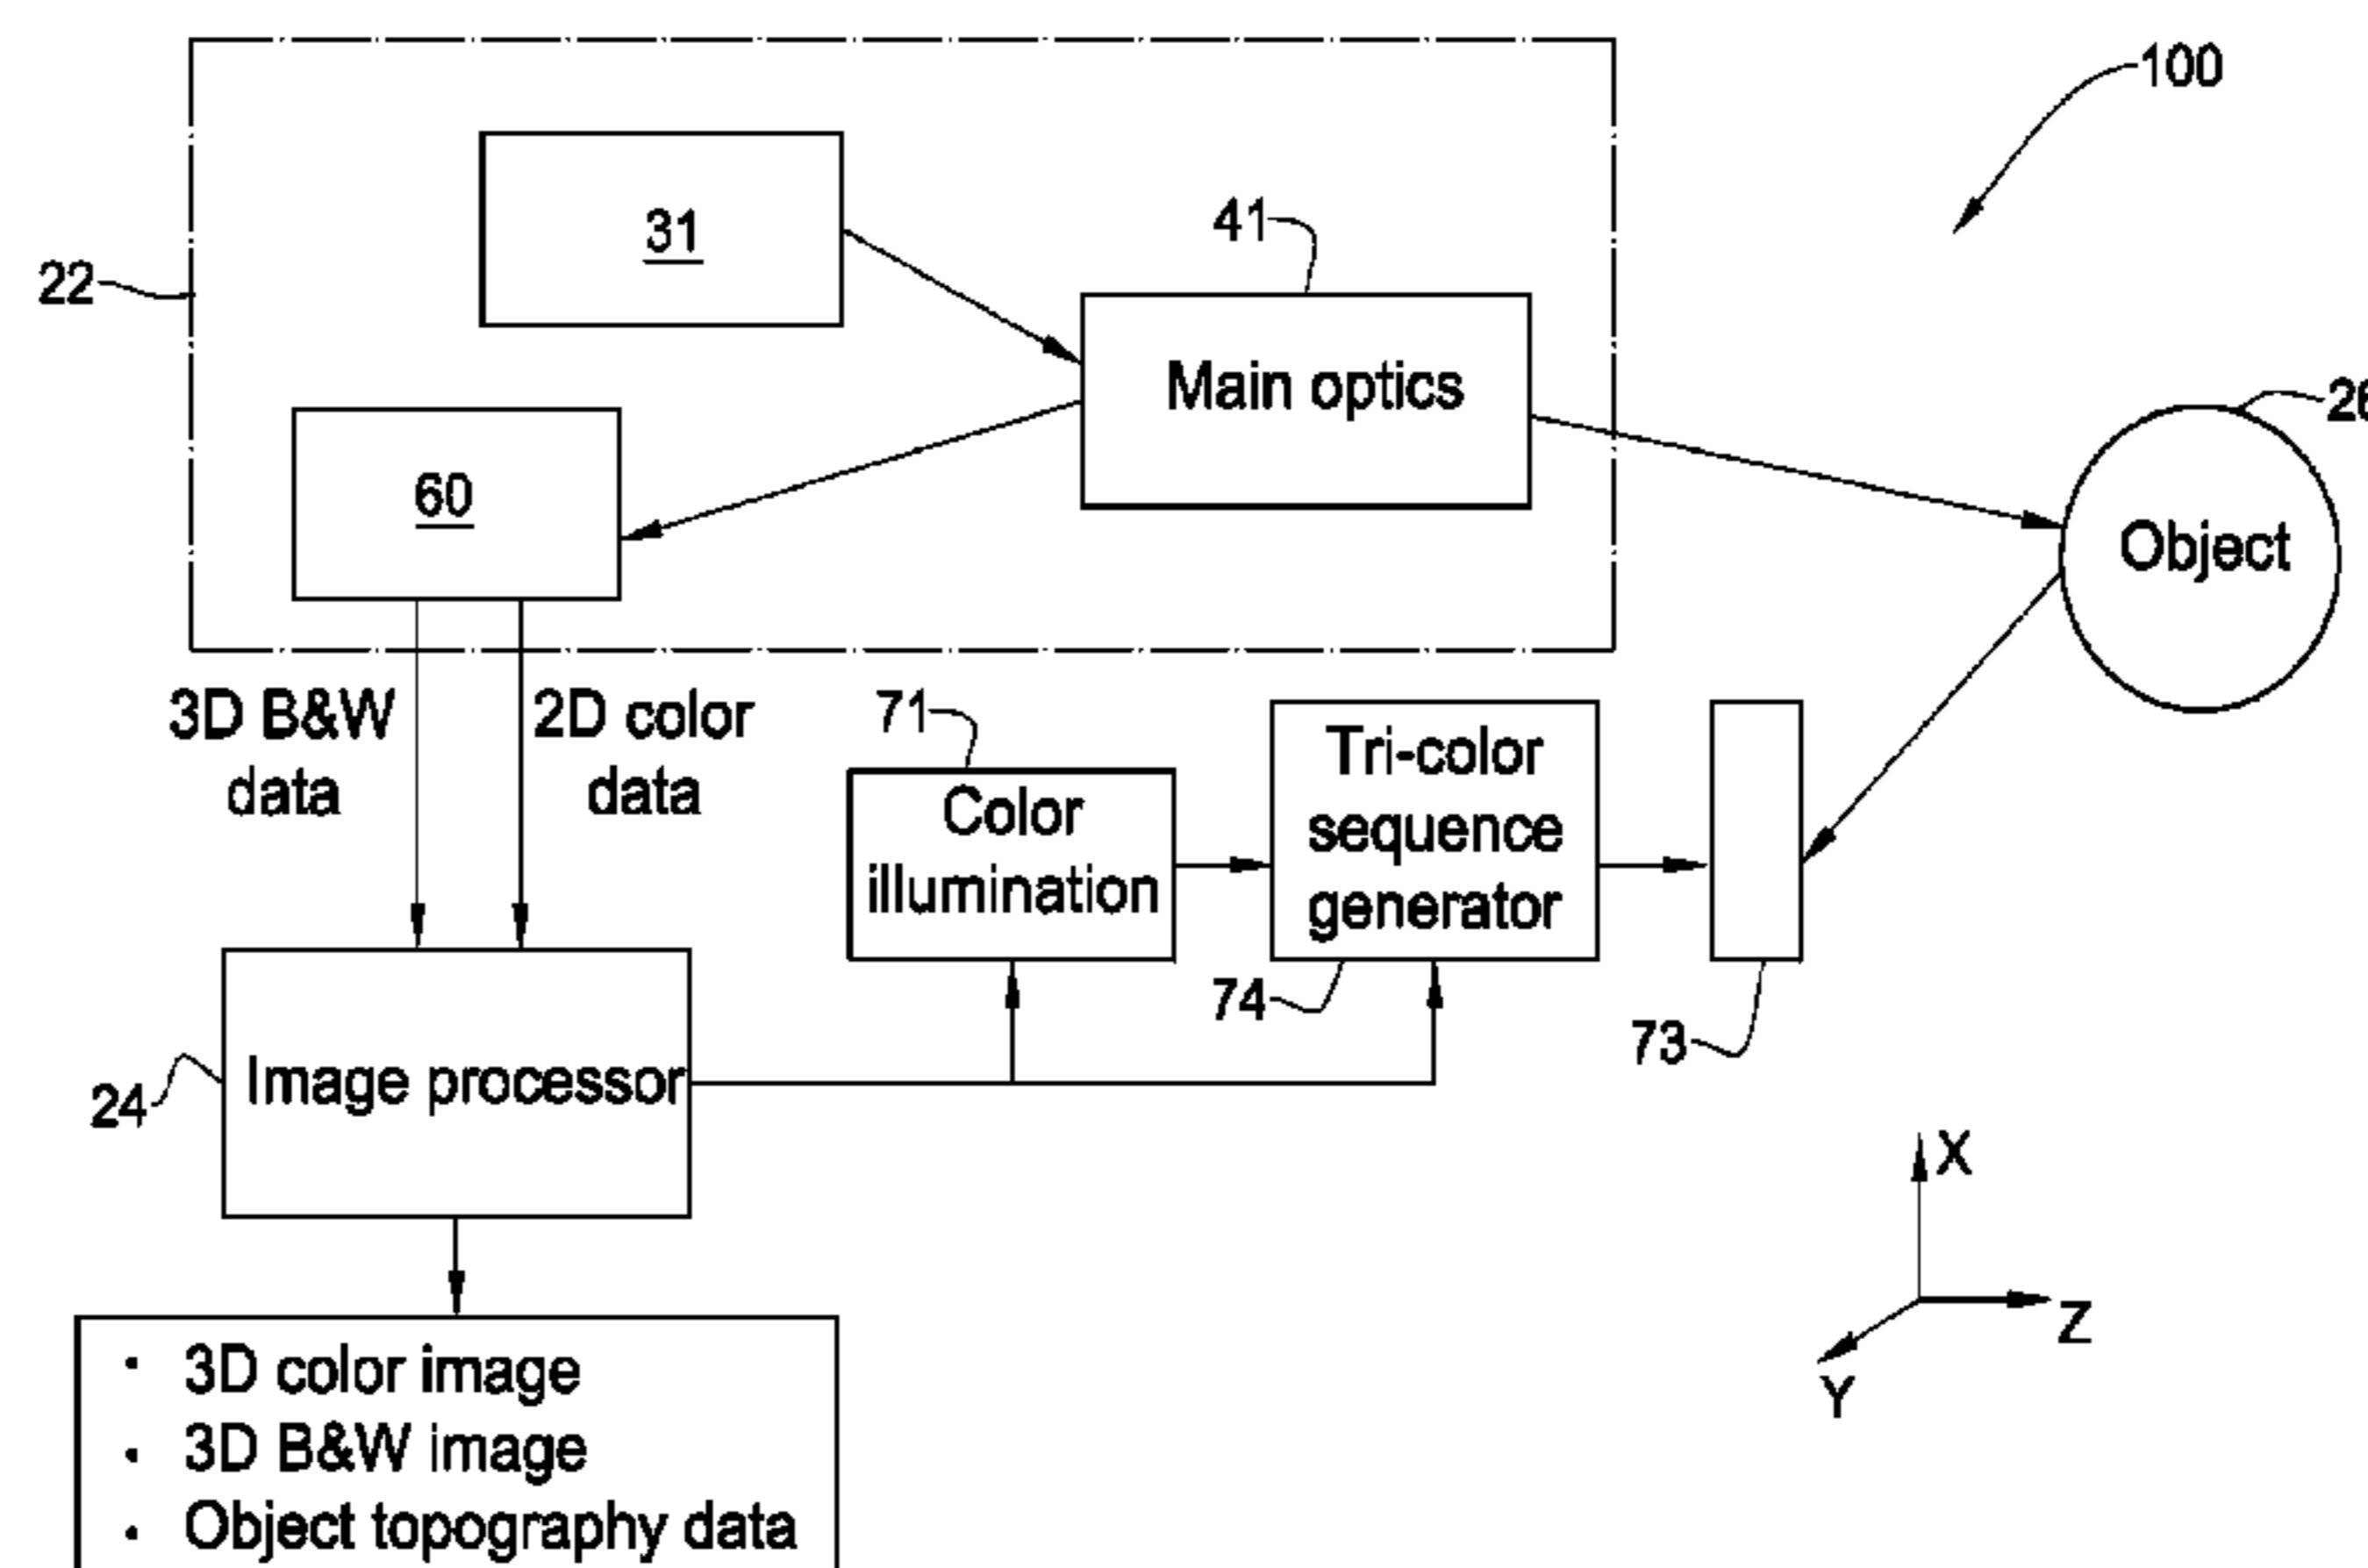 100
31
41
22
Main optics
26
60
Object
3D B&W
data
2D color
data
71
Color
illumination
Tri-color
sequence
generator
74
73
24
Image processor
X
Z
Y
· 3D color image
· 3D B&W image
· Object topography data